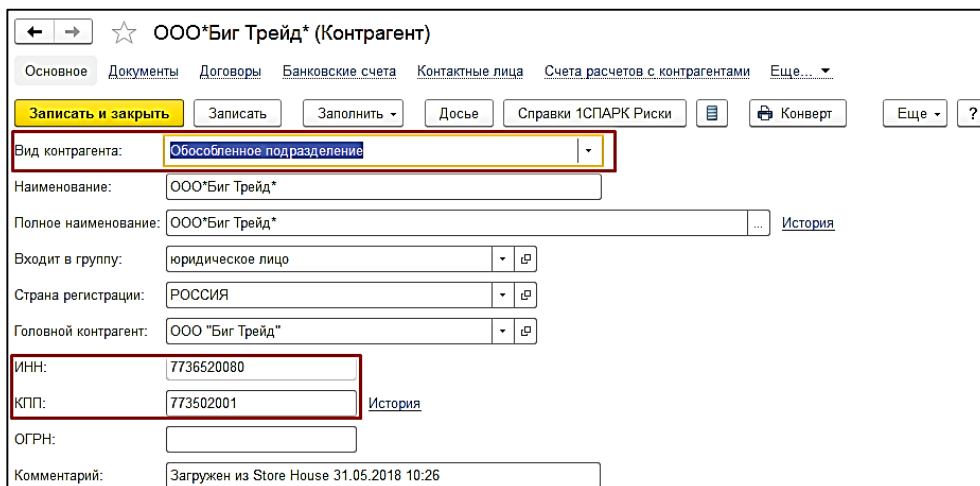 ООО*Биг Трейд* (Контрагент)
Основное Документы Договоры Банковские счета Контактные лица Счета расчетов с контрагентами Еще...
Записать и закрыть Записать Заполнить Досье Справки 1СПАРК Риски Конверт Еще ?
Вид контрагента: Обособленное подразделение
Наименование: ООО*Биг Трейд*
Полное наименование: ООО*Биг Трейд* ... История
Входит в группу: юридическое лицо
Страна регистрации: РОССИЯ
Головной контрагент: ООО "Биг Трейд"
ИНН: 7736520080
КПП: 773502001 История
ОГРН:
Комментарий: Загружен из Store House 31.05.2018 10:26